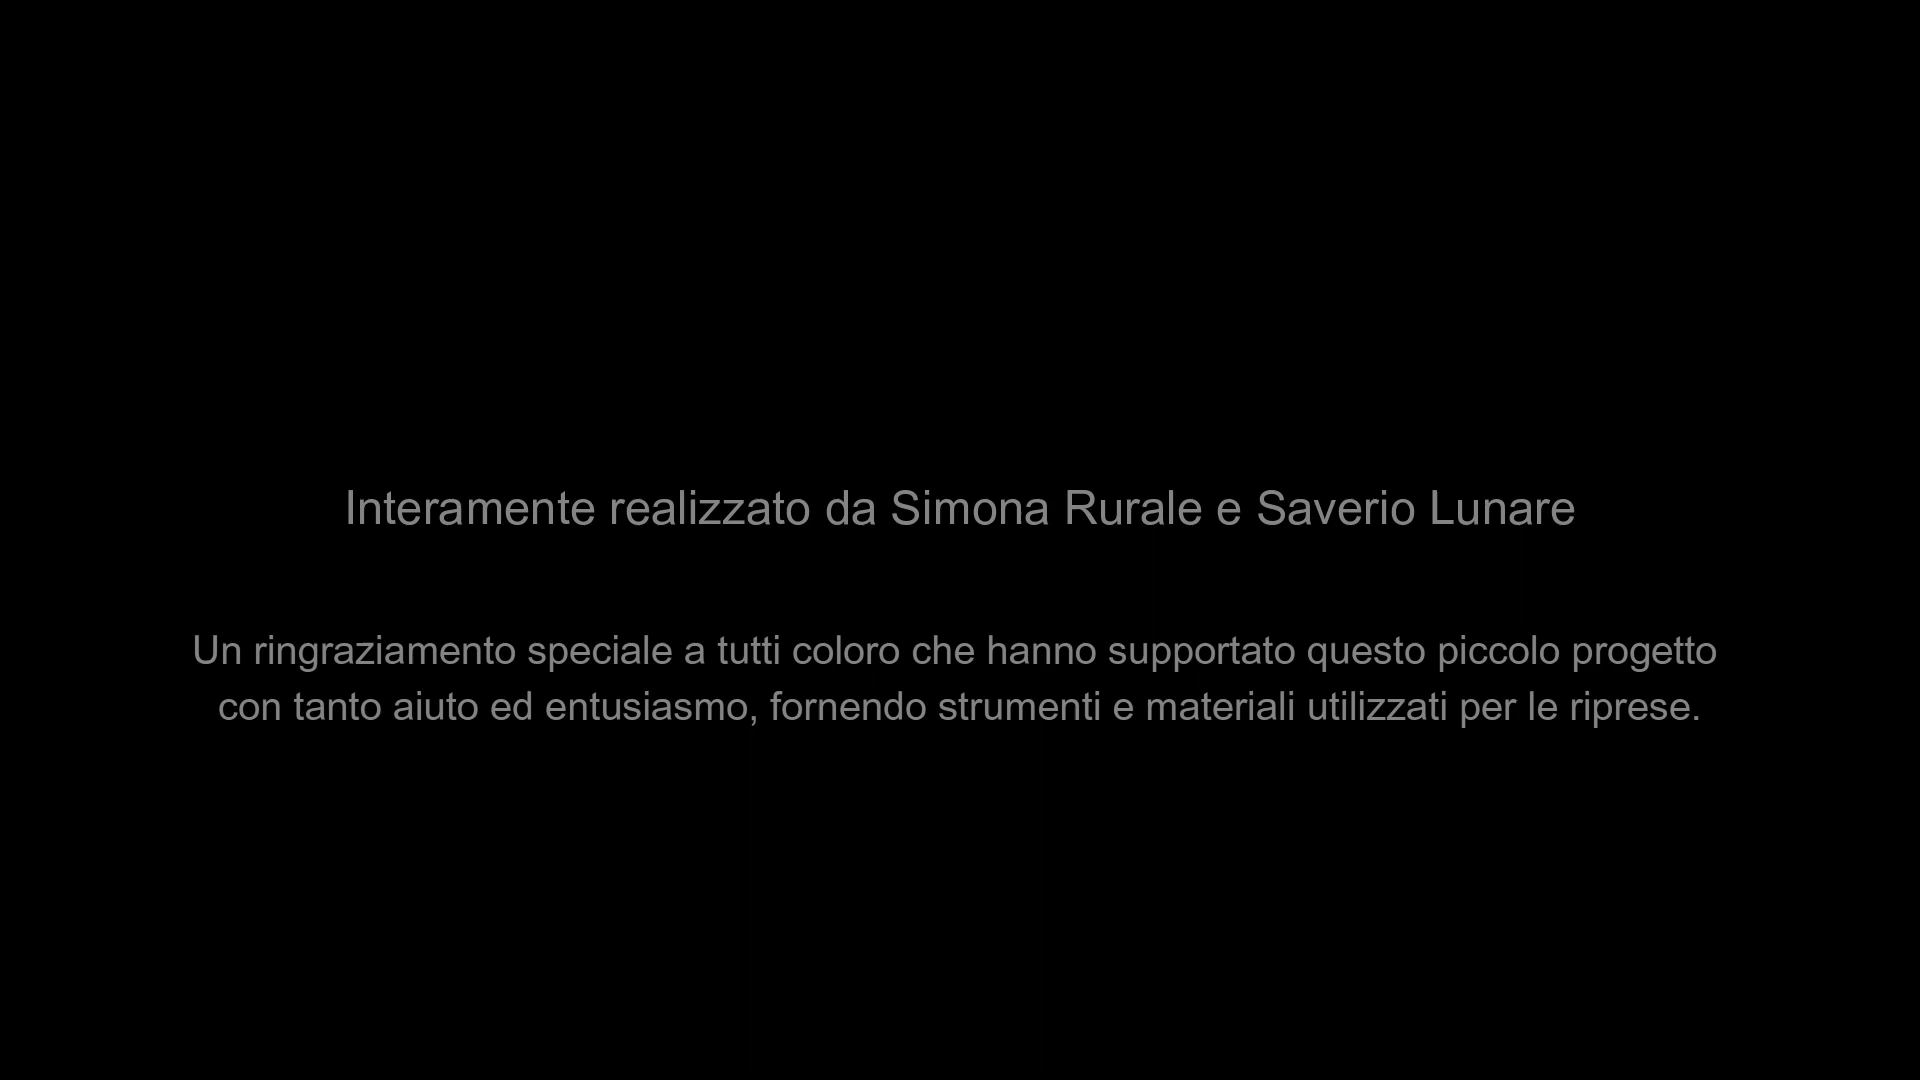 Interamente realizzato da Simona Rurale e Saverio Lunare
Un ringraziamento speciale a tutti coloro che hanno supportato questo piccolo progetto
con tanto aiuto ed entusiasmo, fornendo strumenti e materiali utilizzati per le riprese.